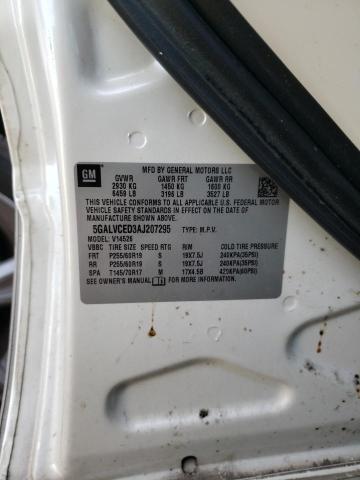 GM
MFD BY GENERAL MOTORS LLC
GVWR GAWR FRT GAWR RR
2930 KG 1450 KG 1600 KG
6459 LB 3196 LB 3527 LB
THIS VEHICLE CONFORMS TO ALL APPLICABLE U.S. FEDERAL MOTOR
VEHICLE SAFETY STANDARDS IN EFFECT ON THE DATE OF
MANUFACTURE SHOWN ABOVE.
5GALVCED3AJ207295 TYPE: M.P.V.
MODEL: V14526
VBBC TIRE SIZE SPEED RTG RIM COLD TIRE PRESSURE
FRT P255/60R19 S 19X7.5J 240KPA(35PSI)
RR P255/60R19 S 19X7.5J 240KPA(35PSI)
SPA T145/70R17 M 17X4.5B 420KPA(60PSI)
SEE OWNER'S MANUAL FOR MORE INFORMATION.